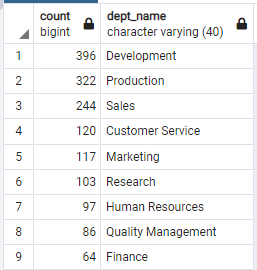 count dept_name
bigint character varying (40)
1 396 Development
2 322 Production
3 244 Sales
4 120 Customer Service
5 117 Marketing
6 103 Research
7 97 Human Resources
8 86 Quality Management
9 64 Finance